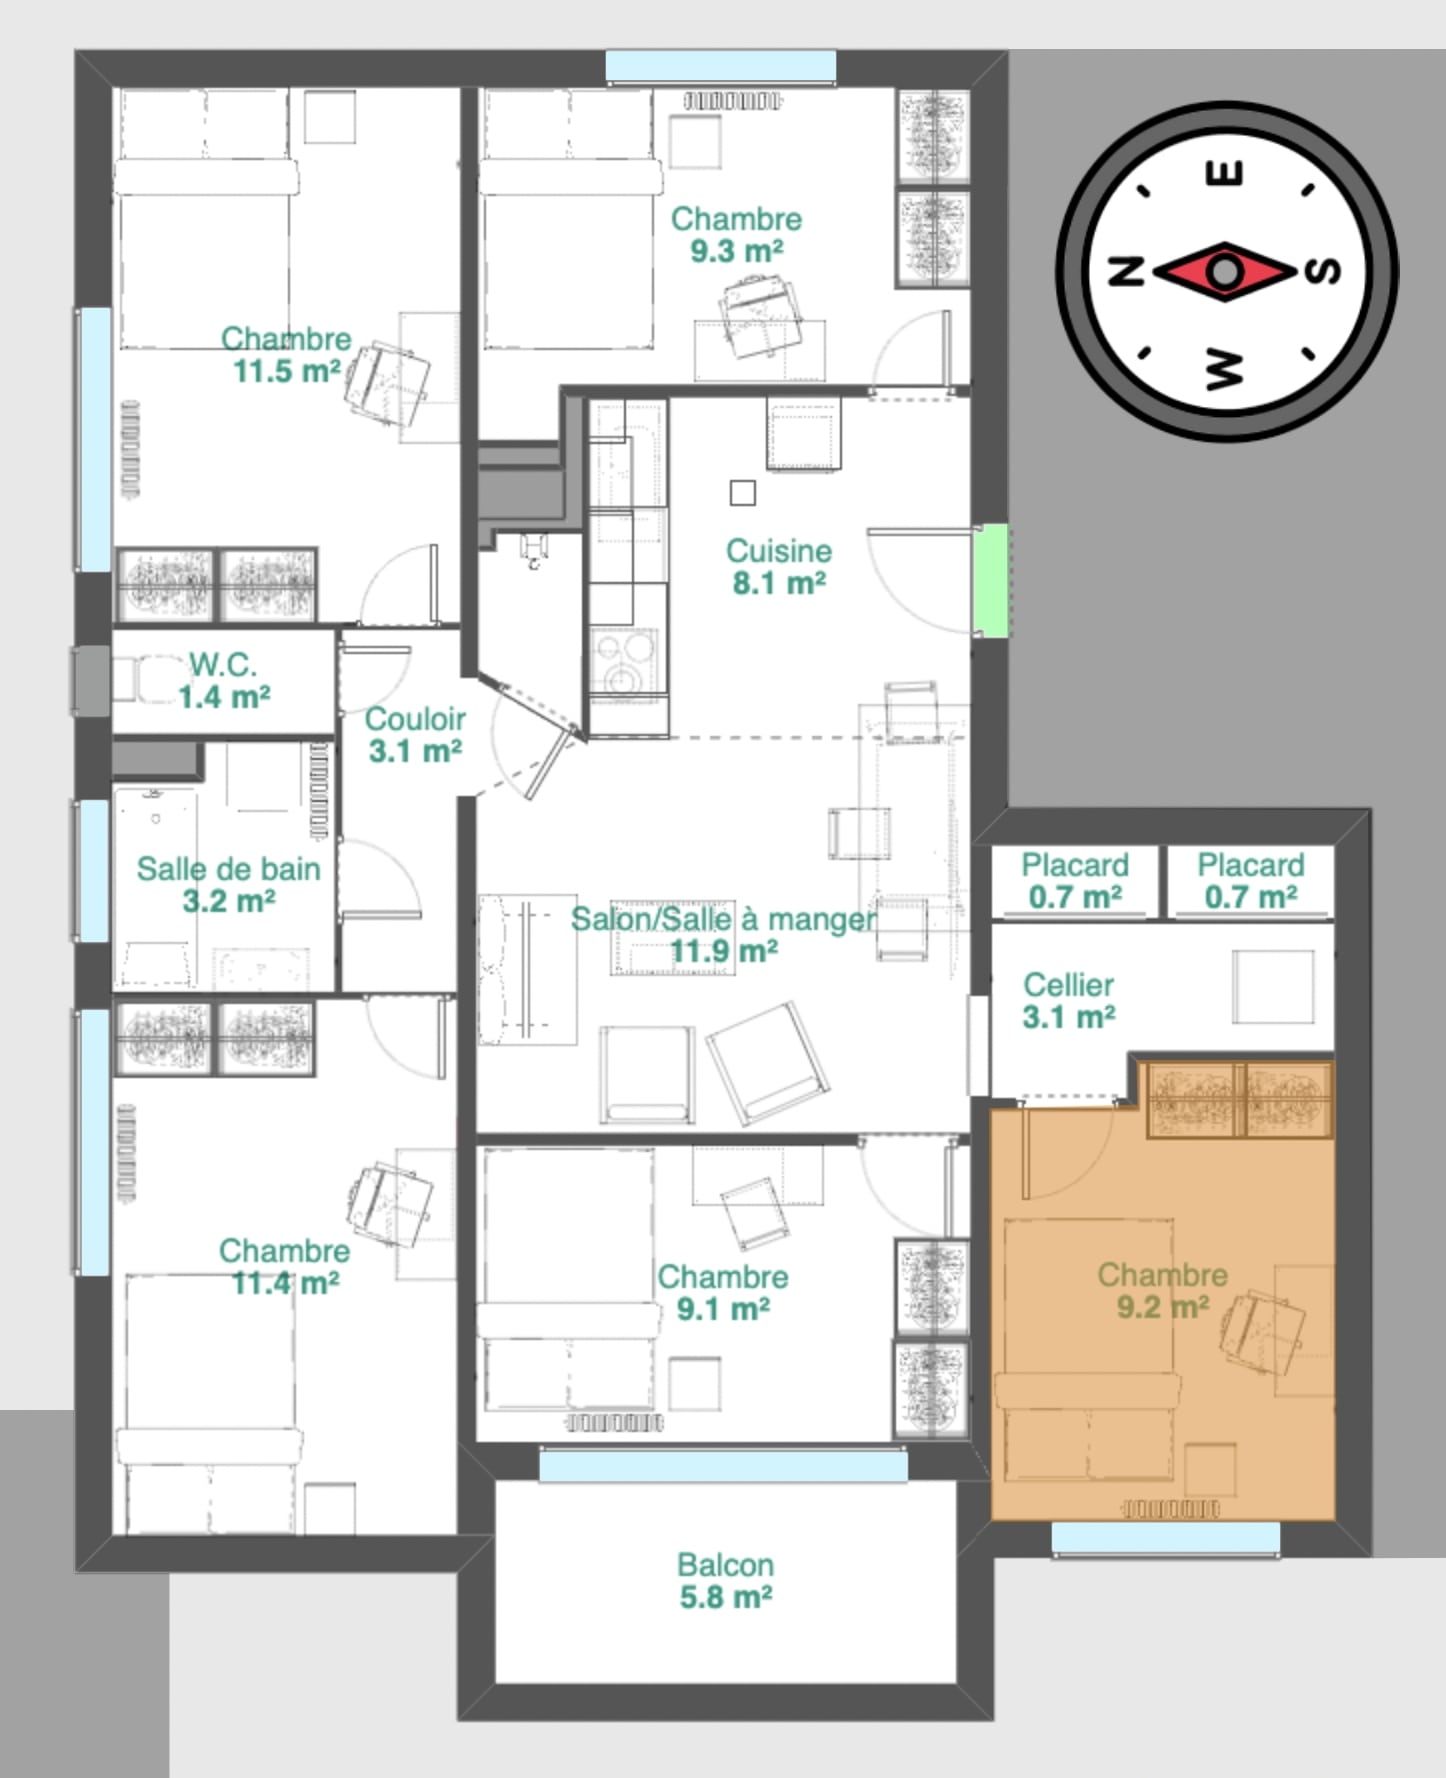 Chambre
9.3 m²
E
N
S
W
Chambre
11.5 m²
Cuisine
8.1 m²
W.C.
1.4 m²
Couloir
3.1 m²
Salle de bain
3.2 m²
Salon/Salle à manger
11.9 m²
Placard
0.7 m²
Placard
0.7 m²
Cellier
3.1 m²
Chambre
11.4 m²
Chambre
9.1 m²
Chambre
9.2 m²
Balcon
5.8 m²